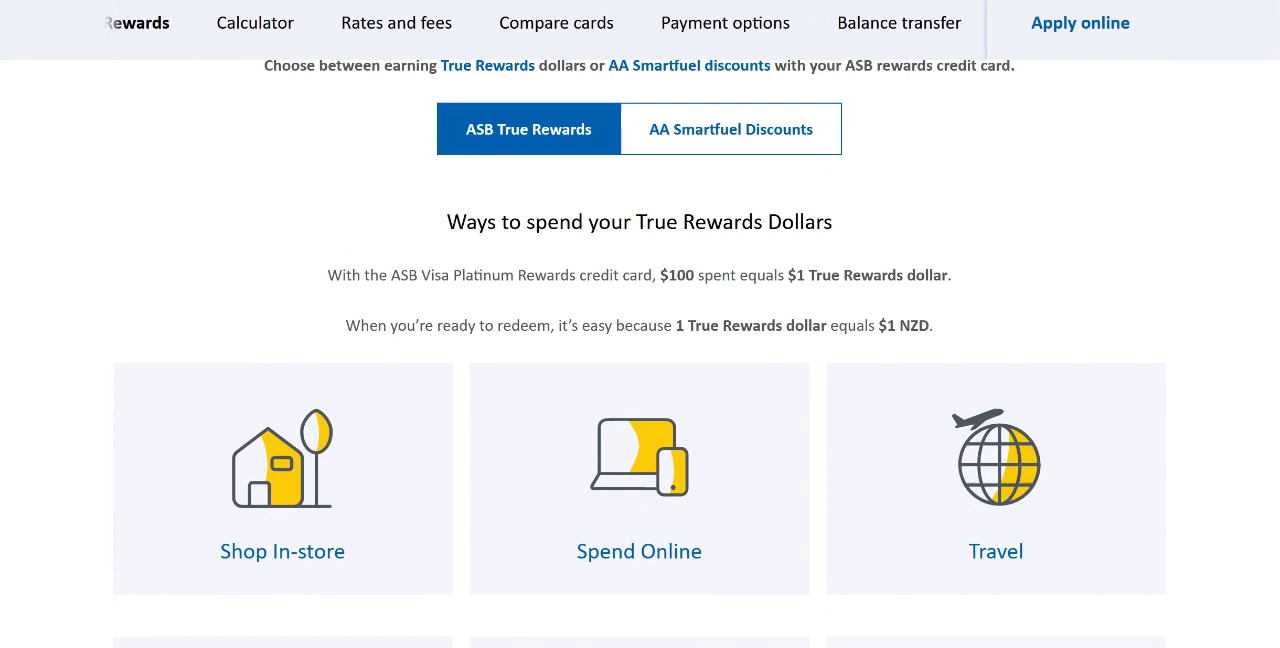 Rewards Calculator Rates and fees Compare cards Payment options Balance transfer Apply online
Choose between earning True Rewards dollars or AA Smartfuel discounts with your ASB rewards credit card.
ASB True Rewards AA Smartfuel Discounts
Ways to spend your True Rewards Dollars
With the ASB Visa Platinum Rewards credit card, $100 spent equals $1 True Rewards dollar.
When you’re ready to redeem, it’s easy because 1 True Rewards dollar equals $1 NZD.
Shop In-store Spend Online Travel